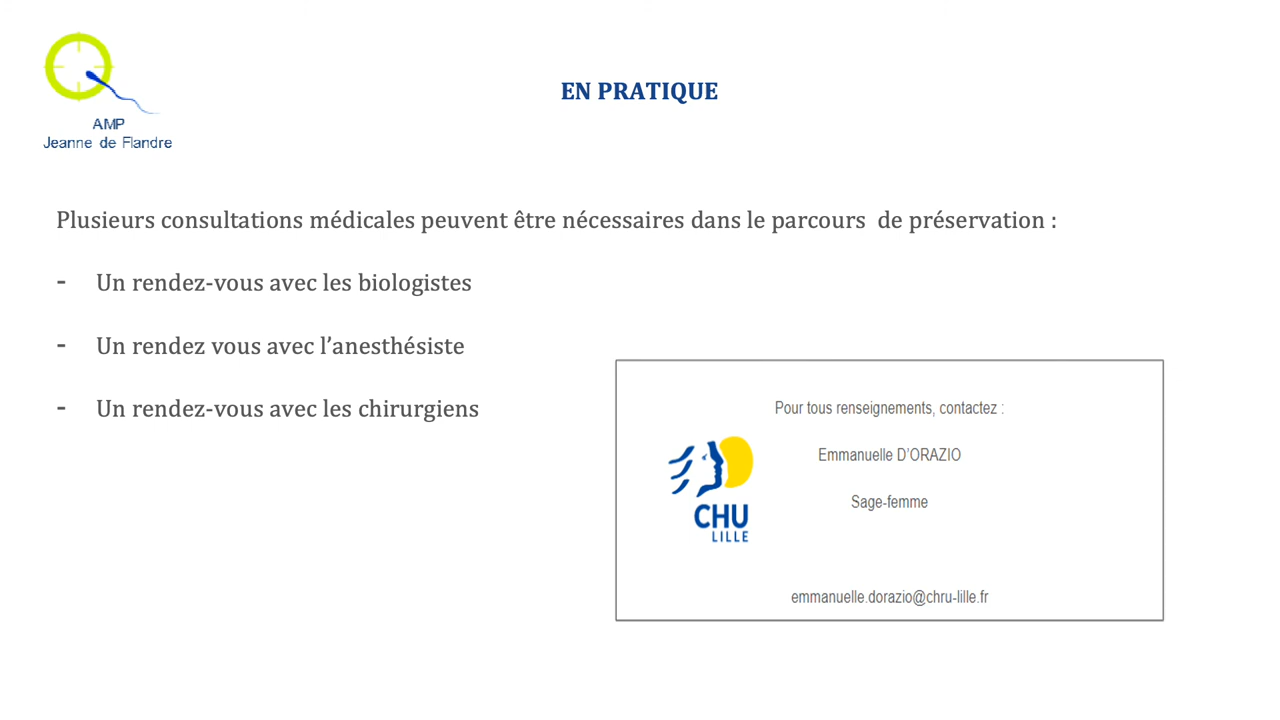 AMP
Jeanne de Flandre
EN PRATIQUE
Plusieurs consultations médicales peuvent être nécessaires dans le parcours  de préservation :
- Un rendez-vous avec les biologistes
- Un rendez vous avec l’anesthésiste
- Un rendez-vous avec les chirurgiens
Pour tous renseignements, contactez :
Emmanuelle D'ORAZIO
Sage-femme
CHU
LILLE
emmanuelle.dorazio@chru-lille.fr